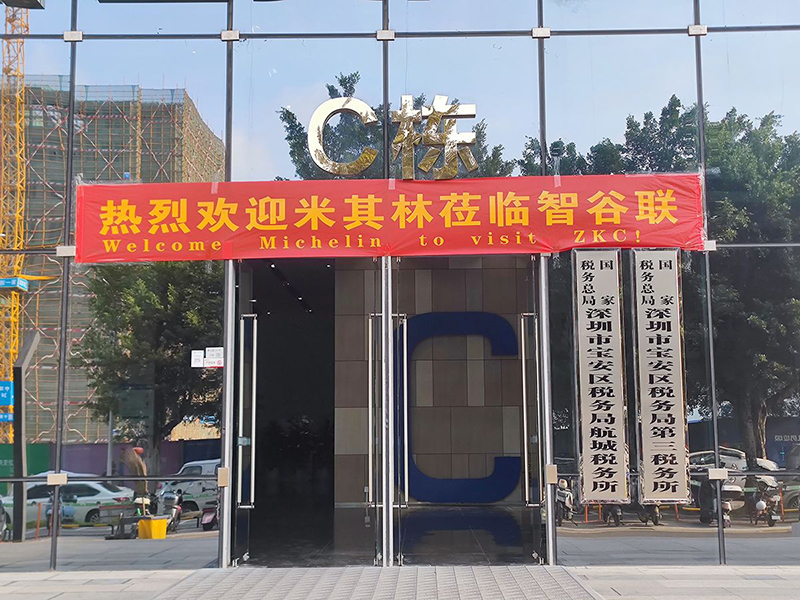 C栋
热烈欢迎米其林莅临智谷联
Welcome Michelin to visit ZKC!
国家税务总局深圳市宝安区税务局航城税务所
国家税务总局深圳市宝安区税务局第三税务所
C